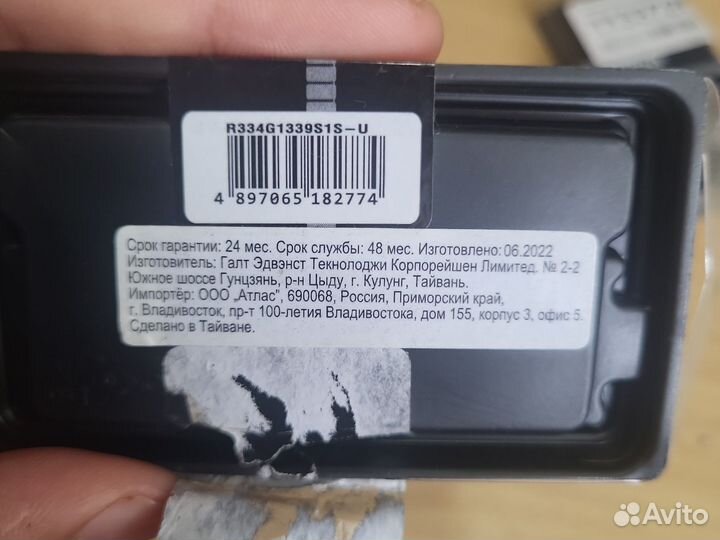 R334G1339S1S-U
4 897065 182774
Срок гарантии: 24 мес. Срок службы: 48 мес. Изготовлено: 06.2022
Изготовитель: Галт Эдвэнст Текнолоджи Корпорейшен Лимитед. № 2-2
Южное шоссе Гунцзянь, р-н Цыду, г. Кулунг, Тайвань.
Импортёр: ООО „Атлас", 690068, Россия, Приморский край,
г. Владивосток, пр-т 100-летия Владивостока, дом 155, корпус 3, офис 5.
Сделано в Тайване.
Avito